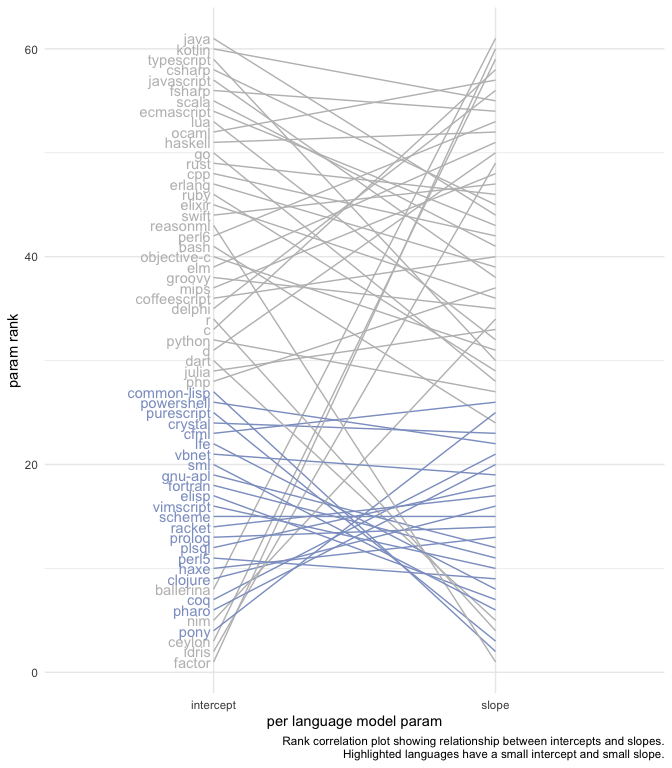 60
40
20
0
param rank
java
kotlin
typescript
csharp
javascript
fsharp
scala
ecmascript
lua
ocaml
haskell
go
rust
cpp
erlang
ruby
elixir
swift
reasonml
perl6
bash
objective-c
elm
groovy
mips
coffeescript
delphi
r
c
python
d
dart
julia
php
common-lisp
powershell
purescript
crystal
cfml
lfe
vbnet
sml
gnu-apl
fortran
elisp
vimscript
scheme
racket
prolog
plsql
perl5
haxe
clojure
ballerina
coq
pharo
nim
pony
ceylon
idris
factor
intercept
slope
per language model param
Rank correlation plot showing relationship between intercepts and slopes.
Highlighted languages have a small intercept and small slope.